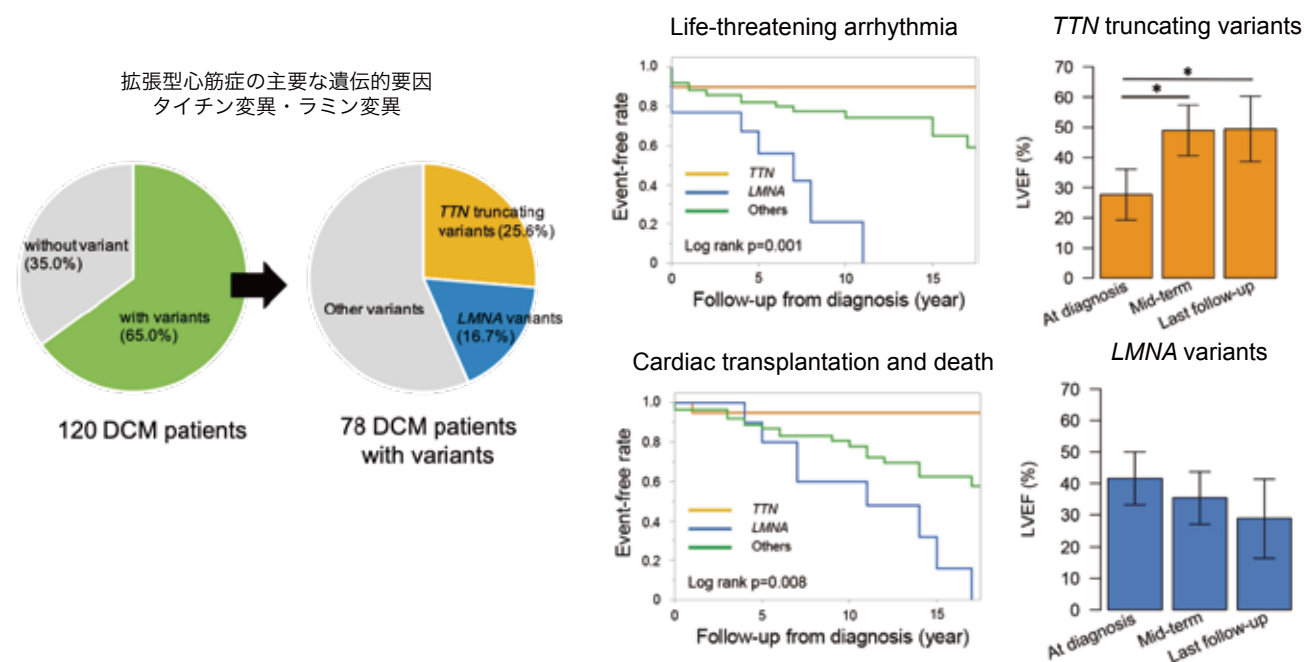 拡張型心筋症の主要な遺伝的要因
タイチン変異・ラミン変異
without variant
(35.0%)
with variants
(65.0%)
120 DCM patients
TTN truncating
variants (25.6%)
Other variants
LMNA variants
(16.7%)
78 DCM patients
with variants
Life-threatening arrhythmia
Event-free rate
1.0
0.8
0.6
0.4
0.2
0
TTN
LMNA
Others
Log rank p=0.001
0
5
10
15
Follow-up from diagnosis (year)
TTN truncating variants
LVEF (%)
70
60
50
40
30
20
10
0
*
*
At diagnosis
Mid-term
Last follow-up
Cardiac transplantation and death
Event-free rate
1.0
0.8
0.6
0.4
0.2
0
TTN
LMNA
Others
Log rank p=0.008
0
5
10
15
Follow-up from diagnosis (year)
LMNA variants
LVEF (%)
70
60
50
40
30
20
10
0
At diagnosis
Mid-term
Last follow-up